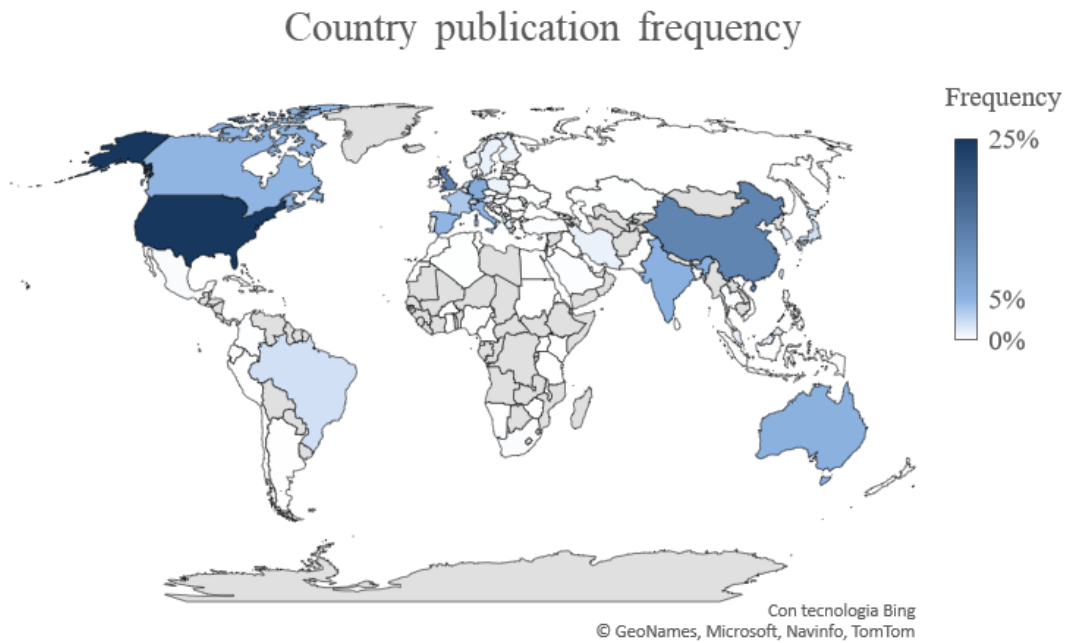 Country publication frequency
Frequency
25%
5%
0%
Con tecnologia Bing
© GeoNames, Microsoft, Navinfo, TomTom